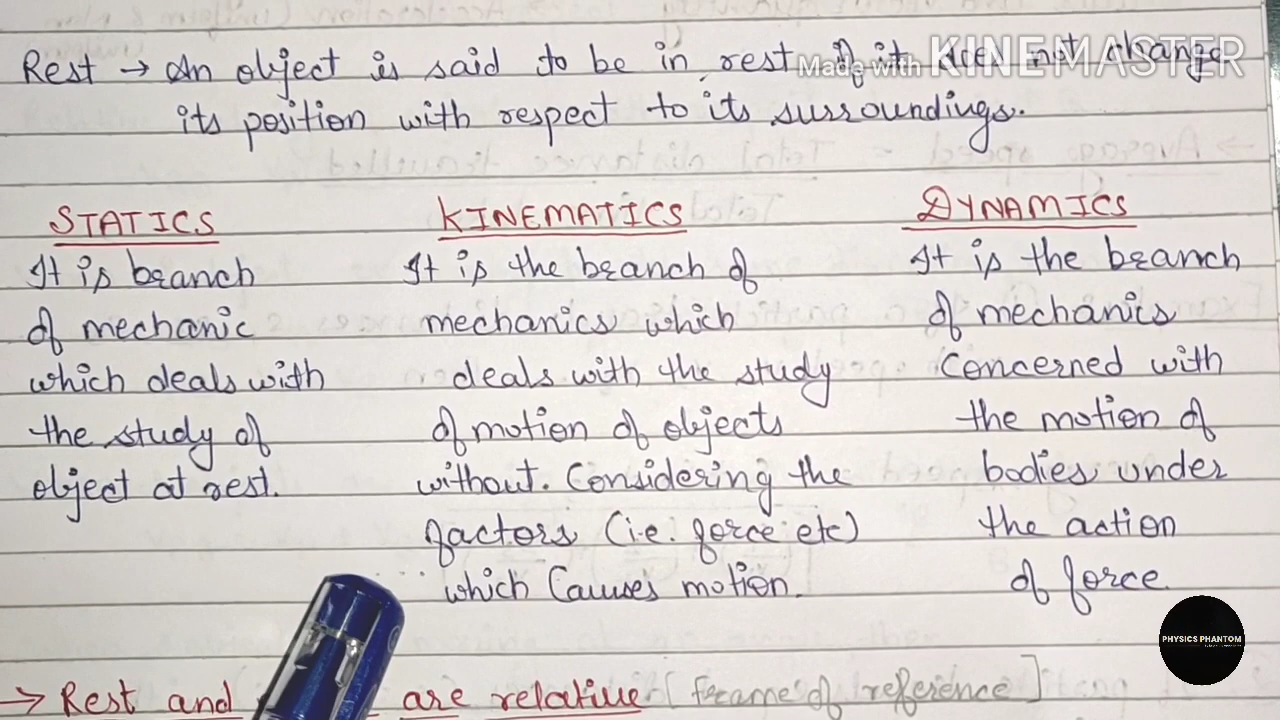 Rest → An object is said to be in rest if it does not change
Made with KINEMASTER
its position with respect to its surroundings.
STATICS
It is branch
of mechanic
which deals with
the study of
object at rest.
KINEMATICS
It is the branch of
mechanics which
deals with the study
of motion of objects
without. Considering the
factors (i.e. force etc)
which Causes motion.
DYNAMICS
It is the branch
of mechanics
Concerned with
the motion of
bodies under
the action
of force.
PHYSICS PHANTOM
→ Rest and are relative [Frame of reference]